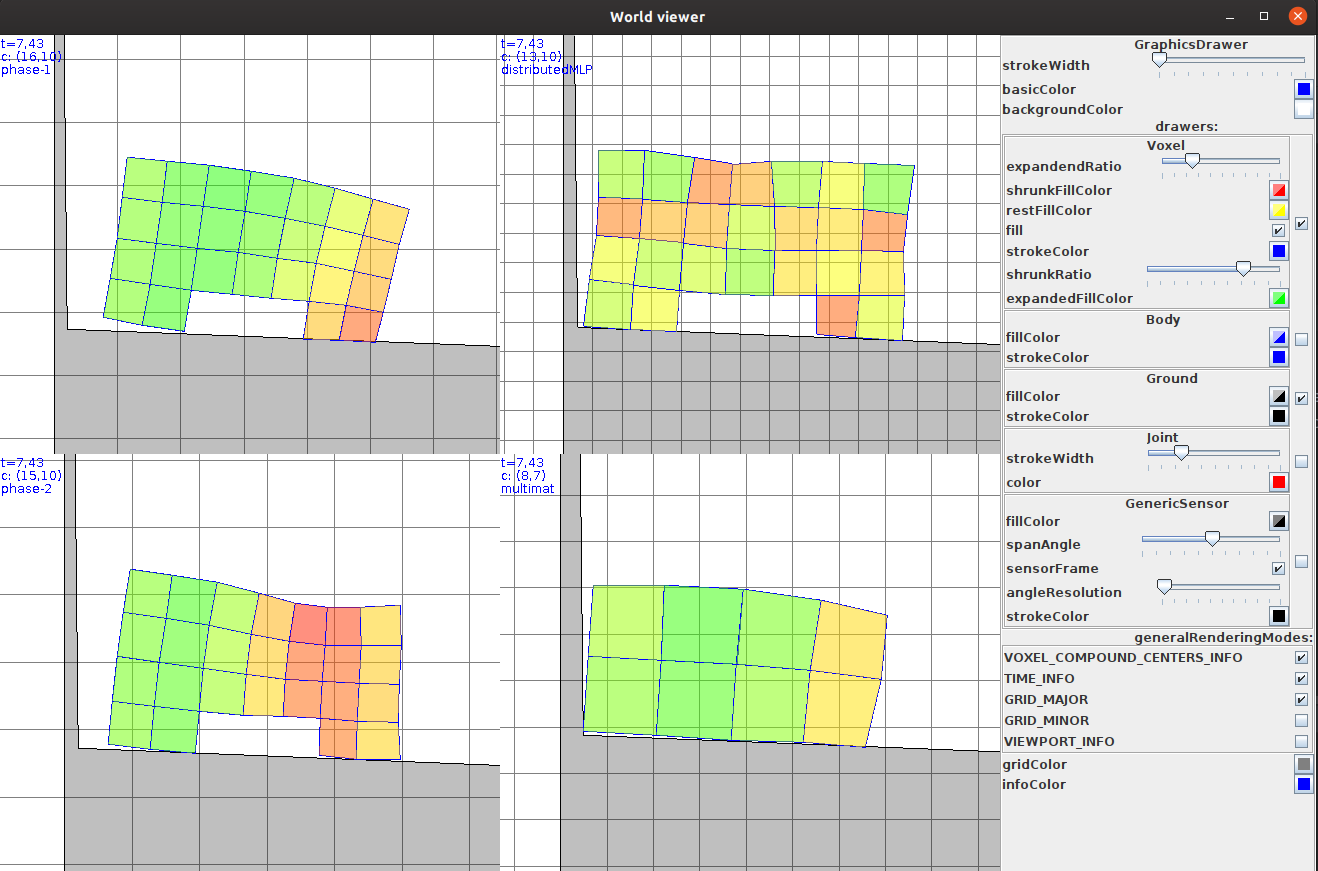 World viewer
t=7,43
c: (16,10)
phase-1
t=7,43
c: (13,10)
distributedMLP
t=7,43
c: (15,10)
phase-2
t=7,43
c: (8,7)
multimat
GraphicsDrawer
strokeWidth
basicColor
backgroundColor
drawers:
Voxel
expandendRatio
shrunkFillColor
restFillColor
fill
strokeColor
shrunkRatio
expandedFillColor
Body
fillColor
strokeColor
Ground
fillColor
strokeColor
Joint
strokeWidth
color
GenericSensor
fillColor
spanAngle
sensorFrame
angleResolution
strokeColor
generalRenderingModes:
VOXEL_COMPOUND_CENTERS_INFO
TIME_INFO
GRID_MAJOR
GRID_MINOR
VIEWPORT_INFO
gridColor
infoColor